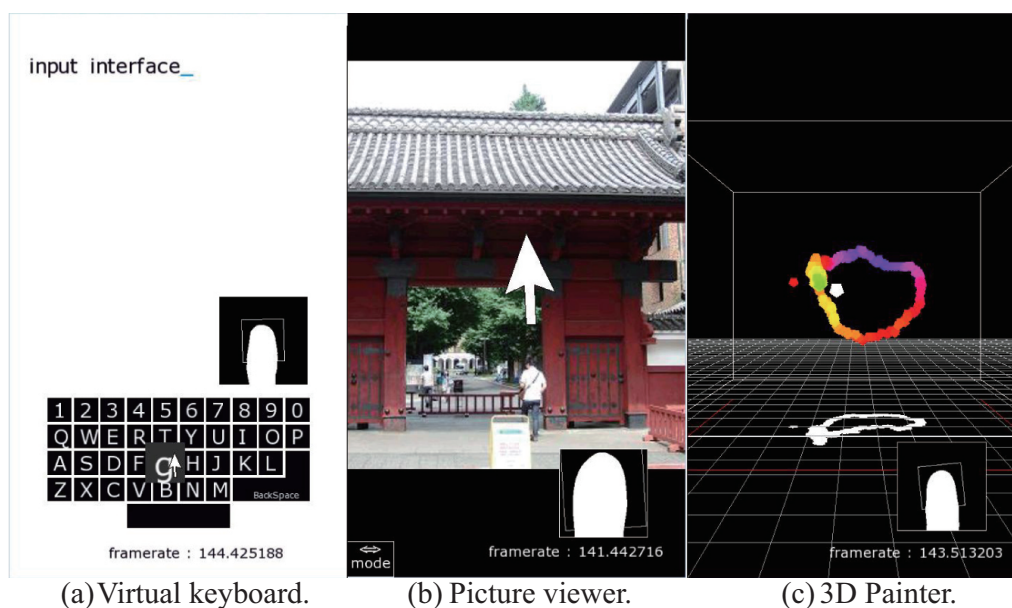 input interface_
1 2 3 4 5 6 7 8 9 0
Q W E R T Y U I O P
A S D F g H J K L
Z X C V B N M BackSpace
framerate : 144.425188
mode
framerate : 141.442716
framerate : 143.513203
(a) Virtual keyboard.
(b) Picture viewer.
(c) 3D Painter.